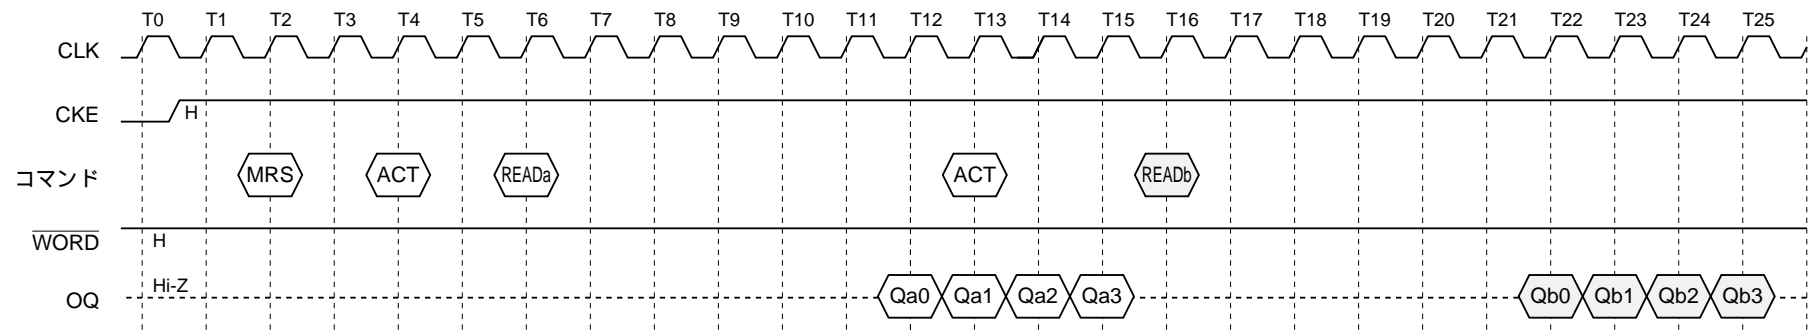 T0 T1 T2 T3 T4 T5 T6 T7 T8 T9 T10 T11 T12 T13 T14 T15 T16 T17 T18 T19 T20 T21 T22 T23 T24 T25
CLK
CKE H
コマンド MRS ACT READa ACT READb
WORD H
OQ Hi-Z Qa0 Qa1 Qa2 Qa3 Qb0 Qb1 Qb2 Qb3